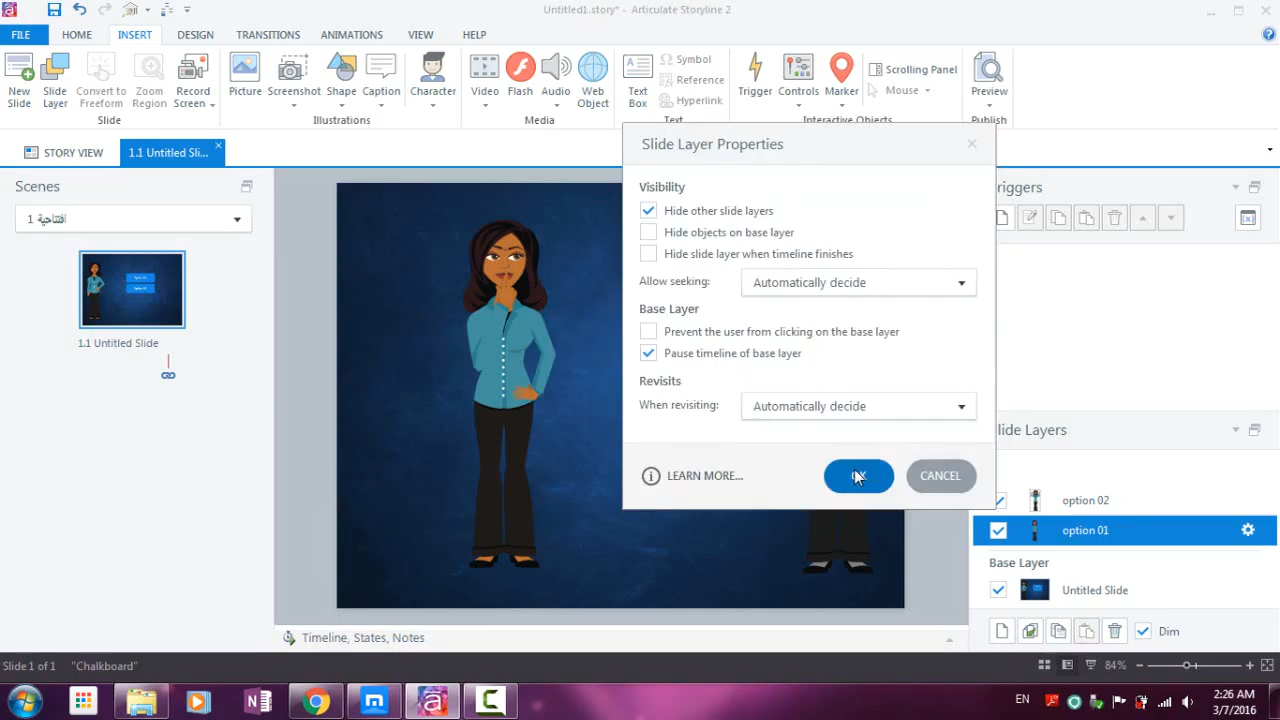 Untitled1.story* - Articulate Storyline 2
FILE HOME INSERT DESIGN TRANSITIONS ANIMATIONS VIEW HELP
New Slide
Slide Layer
Convert to Freeform
Zoom Region
Record Screen
Picture
Screenshot
Shape
Caption
Character
Video
Flash
Audio
Web Object
Text Box
Symbol
Reference
Hyperlink
Trigger
Controls
Marker
Scrolling Panel
Mouse
Preview
Slide
Illustrations
Media
Text
Interactive Objects
Publish
STORY VIEW
1.1 Untitled Sli...
Scenes
1 افتتاحية
1.1 Untitled Slide
Slide Layer Properties
Visibility
Hide other slide layers
Hide objects on base layer
Hide slide layer when timeline finishes
Allow seeking: Automatically decide
Base Layer
Prevent the user from clicking on the base layer
Pause timeline of base layer
Revisits
When revisiting: Automatically decide
LEARN MORE...
CANCEL
riggers
lide Layers
option 02
option 01
Base Layer
Untitled Slide
Dim
Timeline, States, Notes
Slide 1 of 1 "Chalkboard"
84%
EN
2:26 AM
3/7/2016